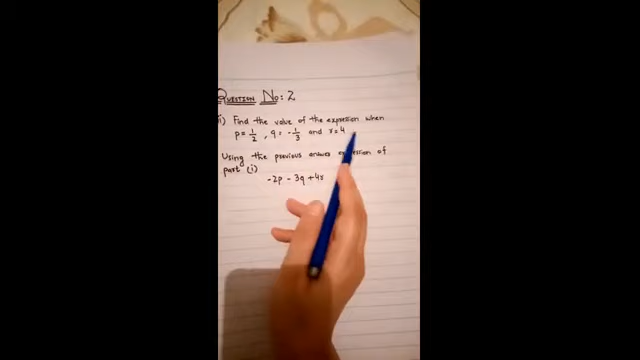 Question No: 2
ii) Find the value of the expression when
p = 1/2, q = -1/3 and r = 4
Using the previous answer expression of
part (i)
-2p - 3q + 4r